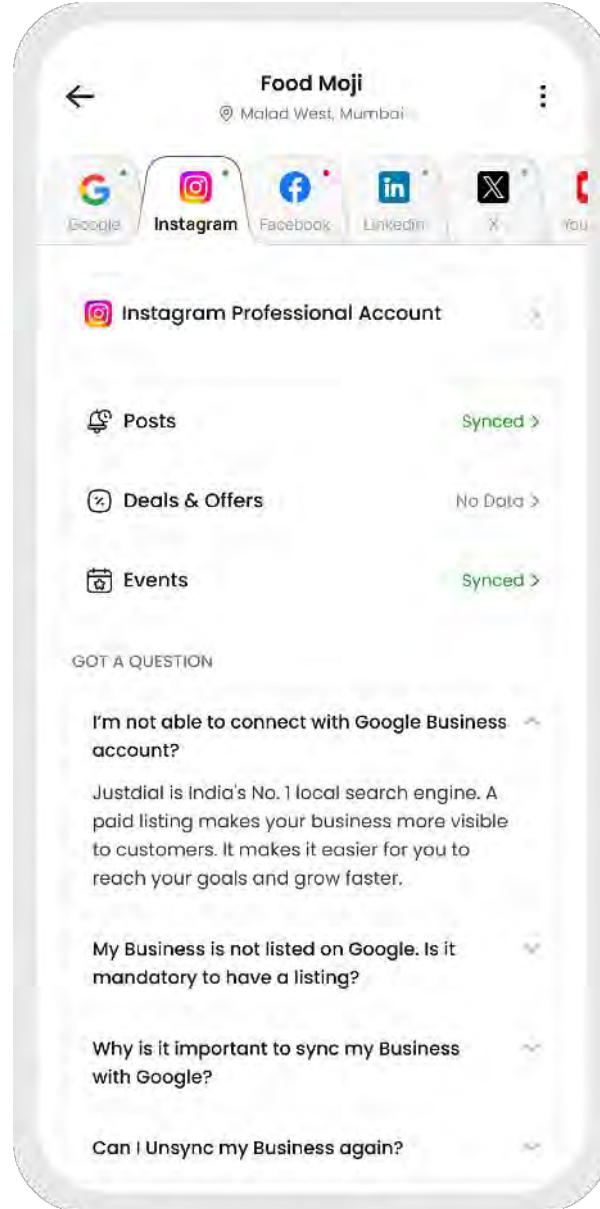 Food Moji
Malad West, Mumbai
Google Instagram Facebook Linkedin X You
Instagram Professional Account
Posts Synced
Deals & Offers No Data
Events Synced
GOT A QUESTION
I'm not able to connect with Google Business
account?
Justdial is India's No. 1 local search engine. A
paid listing makes your business more visible
to customers. It makes it easier for you to
reach your goals and grow faster.
My Business is not listed on Google. Is it
mandatory to have a listing?
Why is it important to sync my Business
with Google?
Can I Unsync my Business again?